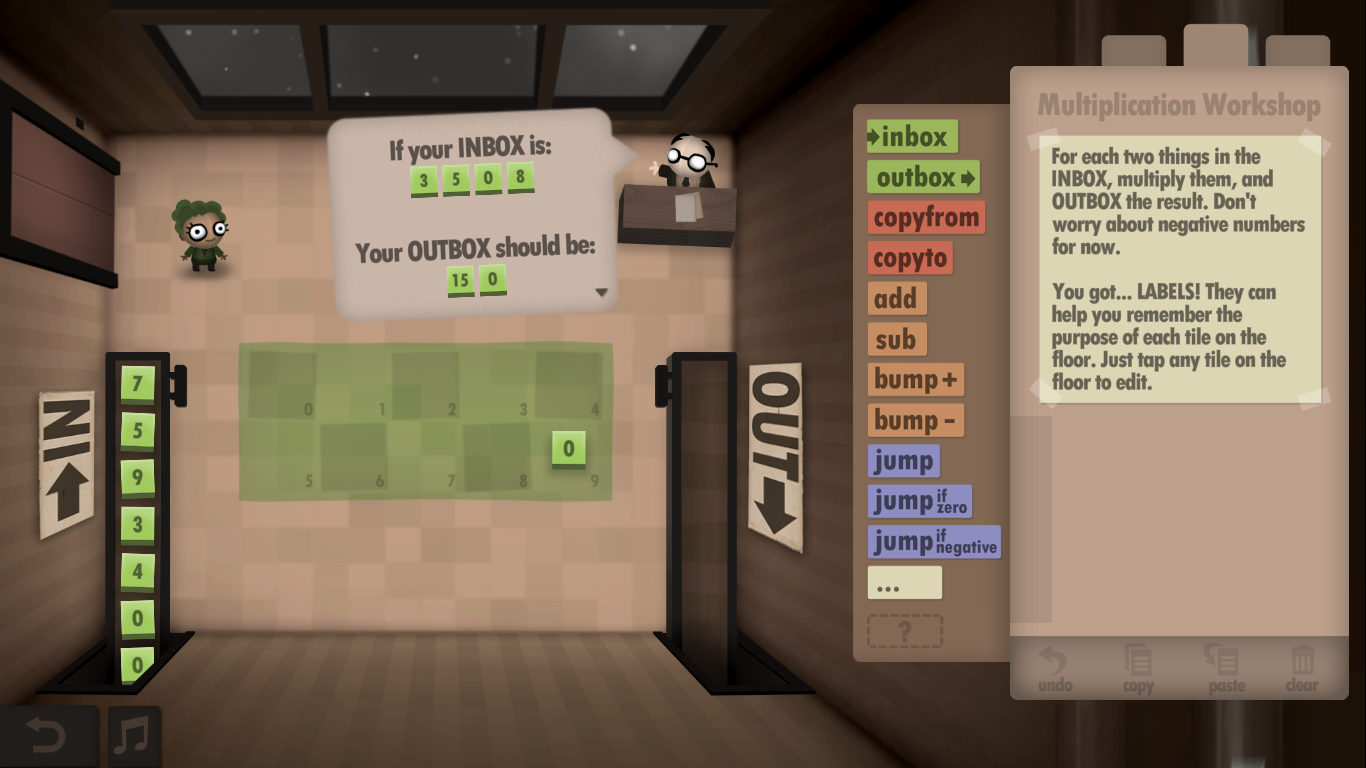 If your INBOX is:
3 5 0 8
Your OUTBOX should be:
15 0
IN
7
5
9
3
4
0
0
0 1 2 3 4
0
5 6 7 8 9
OUT
inbox
outbox
copyfrom
copyto
add
sub
bump +
bump -
jump
jump if zero
jump if negative
...
?
Multiplication Workshop
For each two things in the
INBOX, multiply them, and
OUTBOX the result. Don't
worry about negative numbers
for now.
You got... LABELS! They can
help you remember the
purpose of each tile on the
floor. Just tap any tile on the
floor to edit.
undo copy paste clear